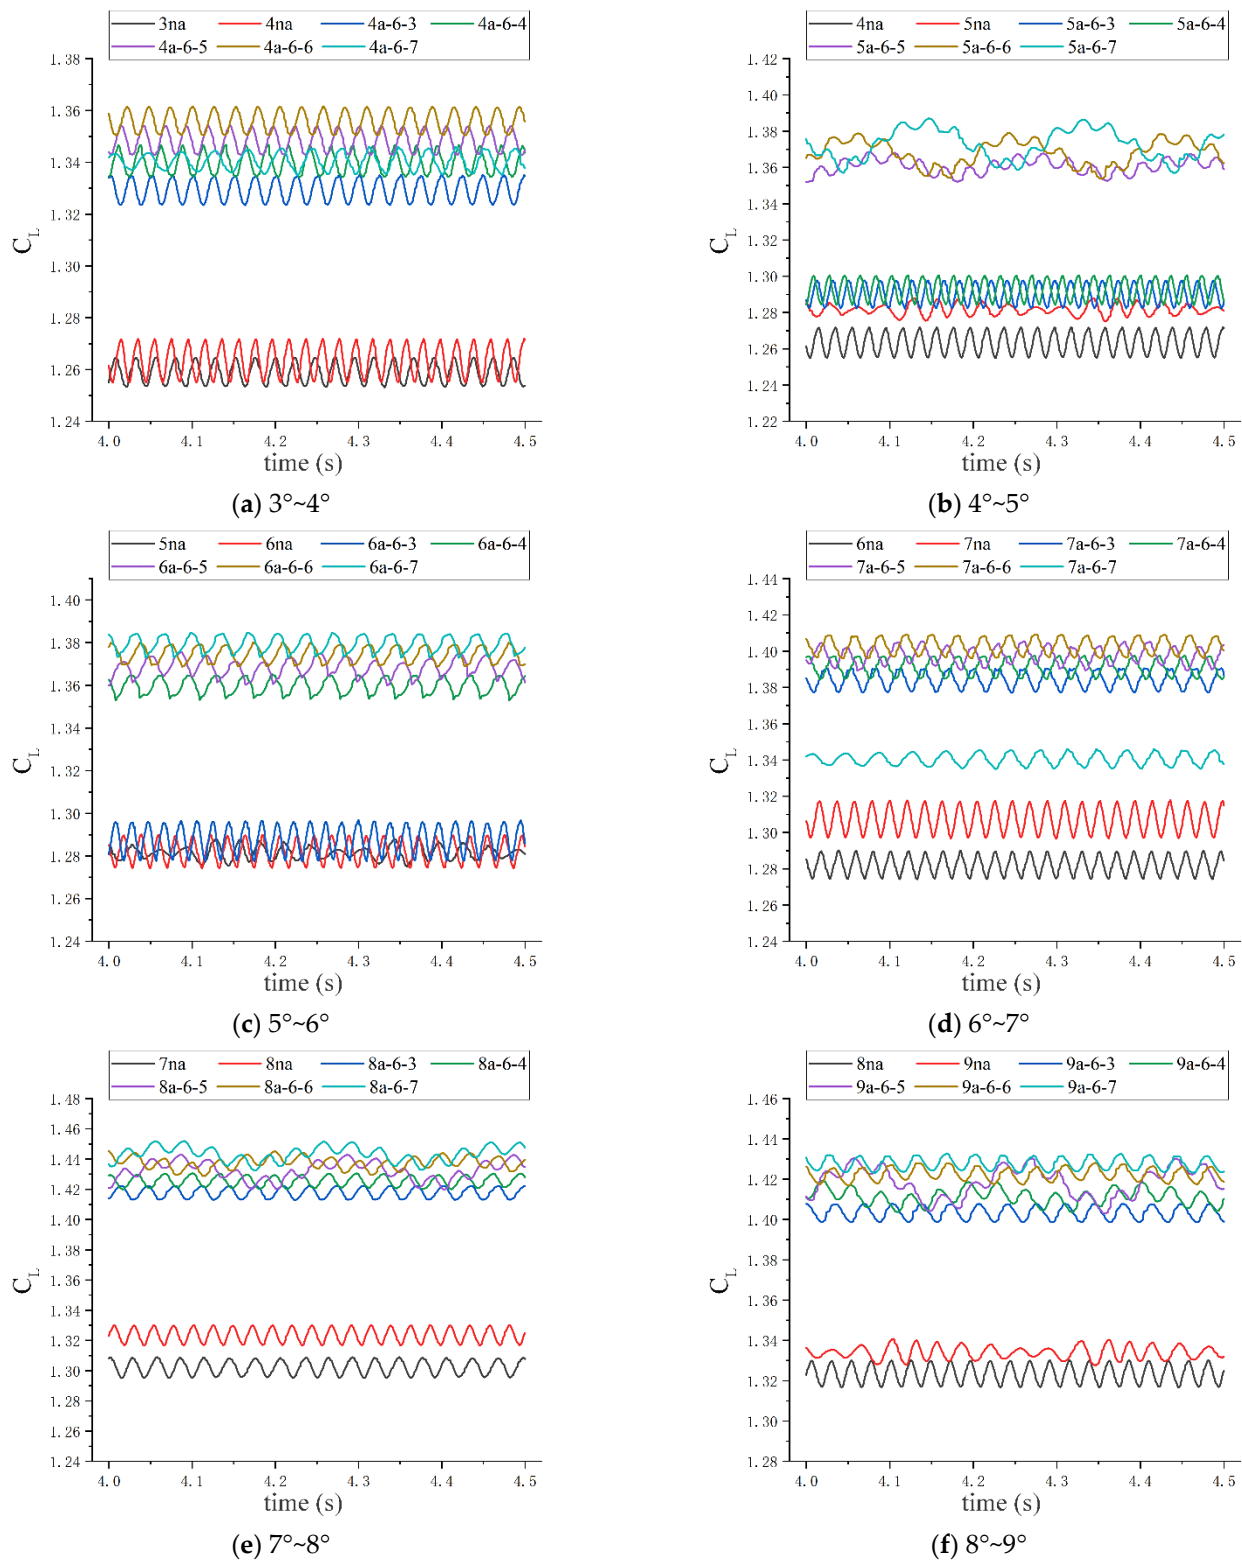 3na 4na 4a-6-3 4a-6-4
4a-6-5 4a-6-6 4a-6-7
1.38
1.36
1.34
1.32
1.30
1.28
1.26
1.24
C_L
4.0 4.1 4.2 4.3 4.4 4.5
time (s)
(a) 3°~4°
4na 5na 5a-6-3 5a-6-4
5a-6-5 5a-6-6 5a-6-7
1.42
1.40
1.38
1.36
1.34
1.32
1.30
1.28
1.26
1.24
1.22
C_L
4.0 4.1 4.2 4.3 4.4 4.5
time (s)
(b) 4°~5°
5na 6na 6a-6-3 6a-6-4
6a-6-5 6a-6-6 6a-6-7
1.40
1.38
1.36
1.34
1.32
1.30
1.28
1.26
1.24
C_L
4.0 4.1 4.2 4.3 4.4 4.5
time (s)
(c) 5°~6°
6na 7na 7a-6-3 7a-6-4
7a-6-5 7a-6-6 7a-6-7
1.44
1.42
1.40
1.38
1.36
1.34
1.32
1.30
1.28
1.26
1.24
C_L
4.0 4.1 4.2 4.3 4.4 4.5
time (s)
(d) 6°~7°
7na 8na 8a-6-3 8a-6-4
8a-6-5 8a-6-6 8a-6-7
1.48
1.46
1.44
1.42
1.40
1.38
1.36
1.34
1.32
1.30
1.28
1.26
1.24
C_L
4.0 4.1 4.2 4.3 4.4 4.5
time (s)
(e) 7°~8°
8na 9na 9a-6-3 9a-6-4
9a-6-5 9a-6-6 9a-6-7
1.46
1.44
1.42
1.40
1.38
1.36
1.34
1.32
1.30
1.28
C_L
4.0 4.1 4.2 4.3 4.4 4.5
time (s)
(f) 8°~9°